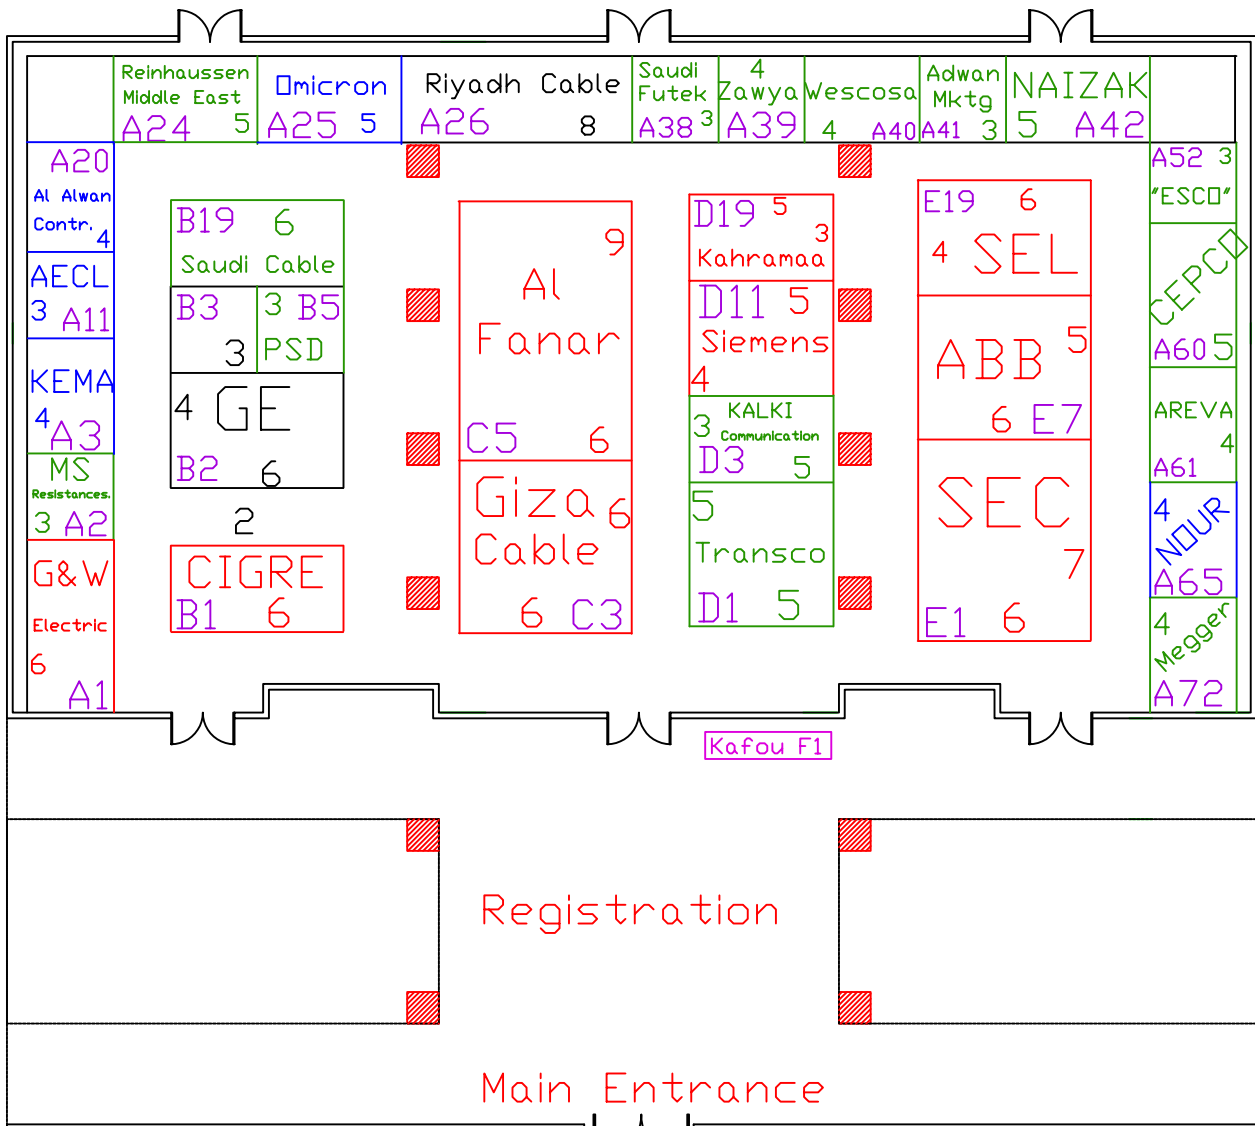 Reinhaussen
Middle East
A24 5
Omicron
A25 5
Riyadh Cable
A26 8
Saudi
Futek
A38 3
4
Zawya
A39
Wescosa
4 A40
Adwan
Mktg
A41 3
NAIZAK
5 A42
A20
Al Alwan
Contr.
4
AECL
3 A11
KEMA
4
A3
MS
Resistances.
3 A2
G&W
Electric
6
A1
B19 6
Saudi Cable
B3
3
3 B5
PSD
4 GE
B2 6
2
CIGRE
B1 6
9
Al
Fanar
C5 6
Giza 6
Cable
6 C3
D19 5
3
Kahramaa
D11 5
Siemens
4
KALKI
3 Communication
D3 5
5
Transco
D1 5
E19 6
4 SEL
5
ABB
6 E7
SEC
7
E1 6
A52 3
"ESCO"
CEPCO
A60 5
AREVA
4
A61
4
NOUR
A65
4
Megger
A72
Kafou F1
Registration
Main Entrance